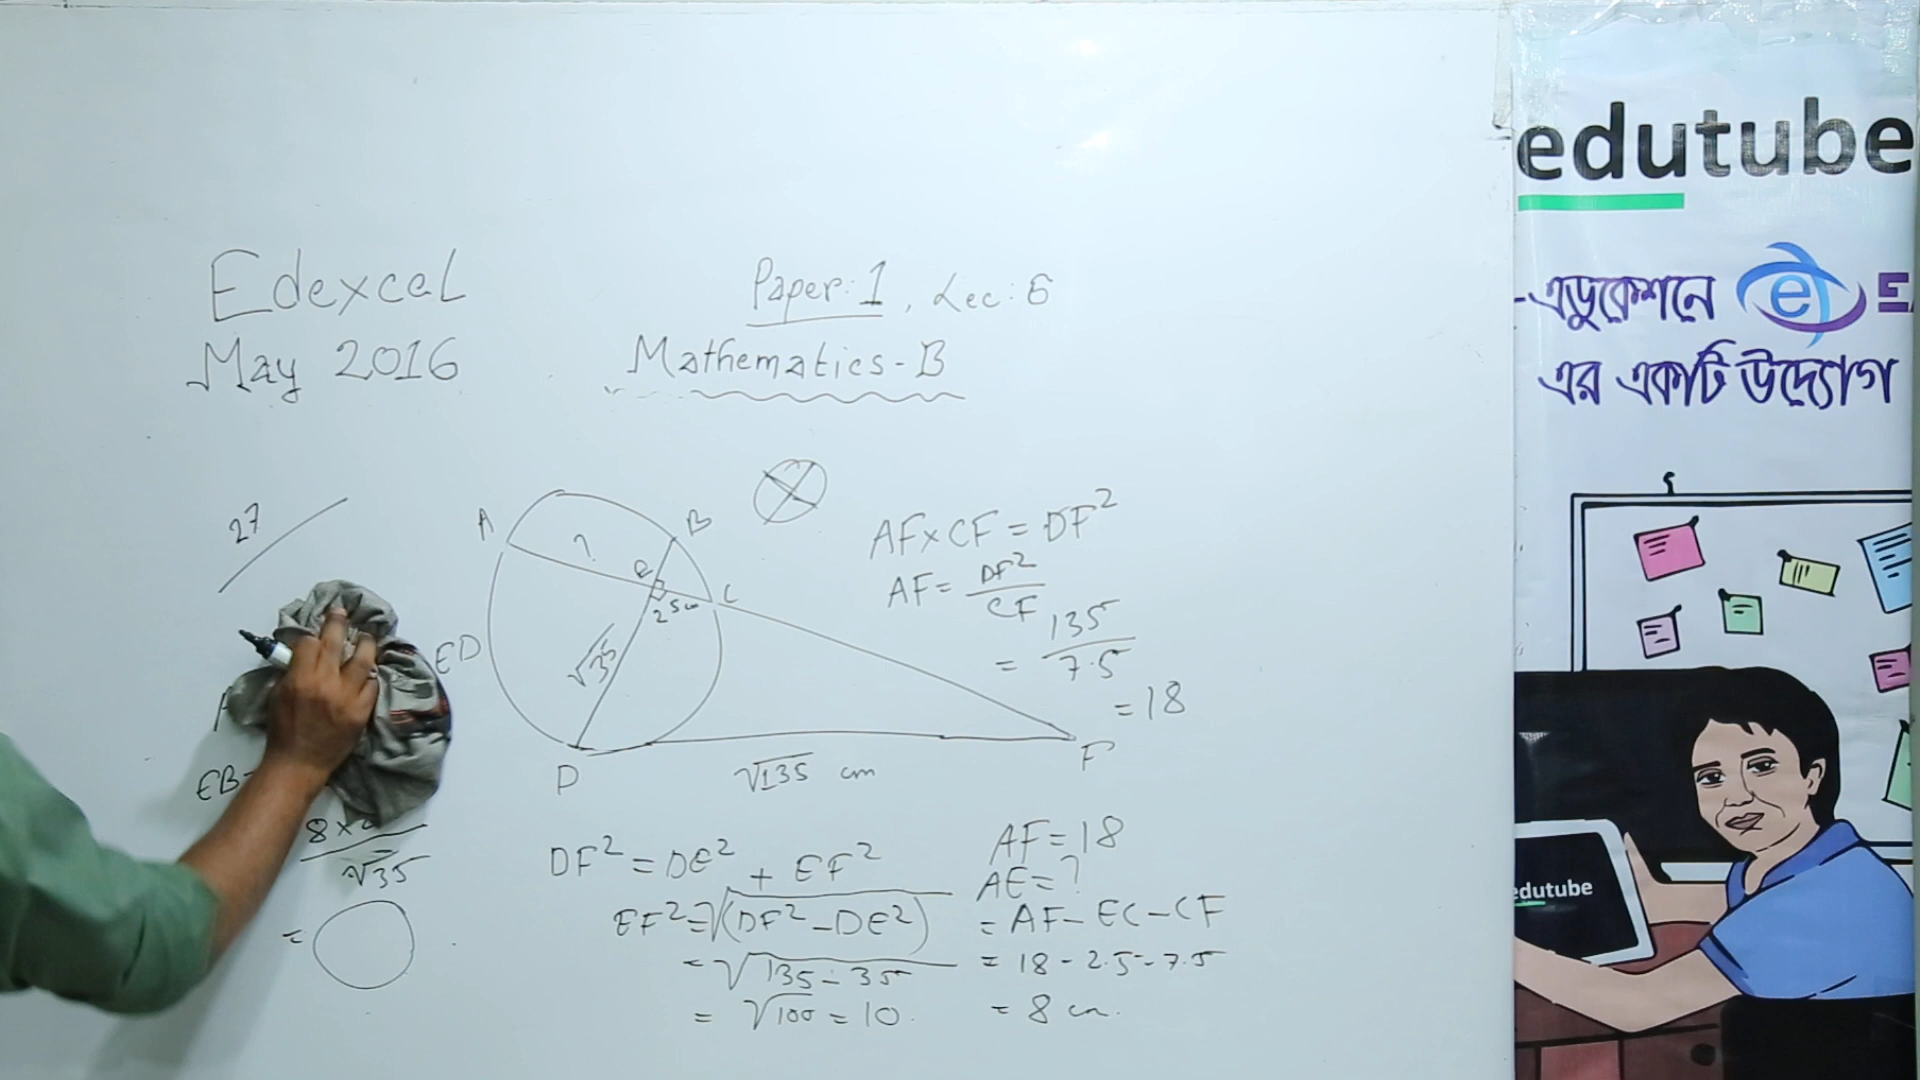 Edexcel
May 2016
Paper: 1, Lec: 6
Mathematics-B
27
A
B
?
E
C
2.5 cm
√35
D
√135 cm
F
AF×CF = DF²
AF = DF²/CF
= 135/7.5
= 18
ED
EB
8×
√35
=
DF² = DE² + EF²
EF² = √(DF² - DE²)
= √135 - 35
= √100 = 10
AF = 18
AE = ?
= AF - EC - CF
= 18 - 2.5 - 7.5
= 8 cm.
edutube
-এডুকেশনে e
এর একটি উদ্যোগ
edutube